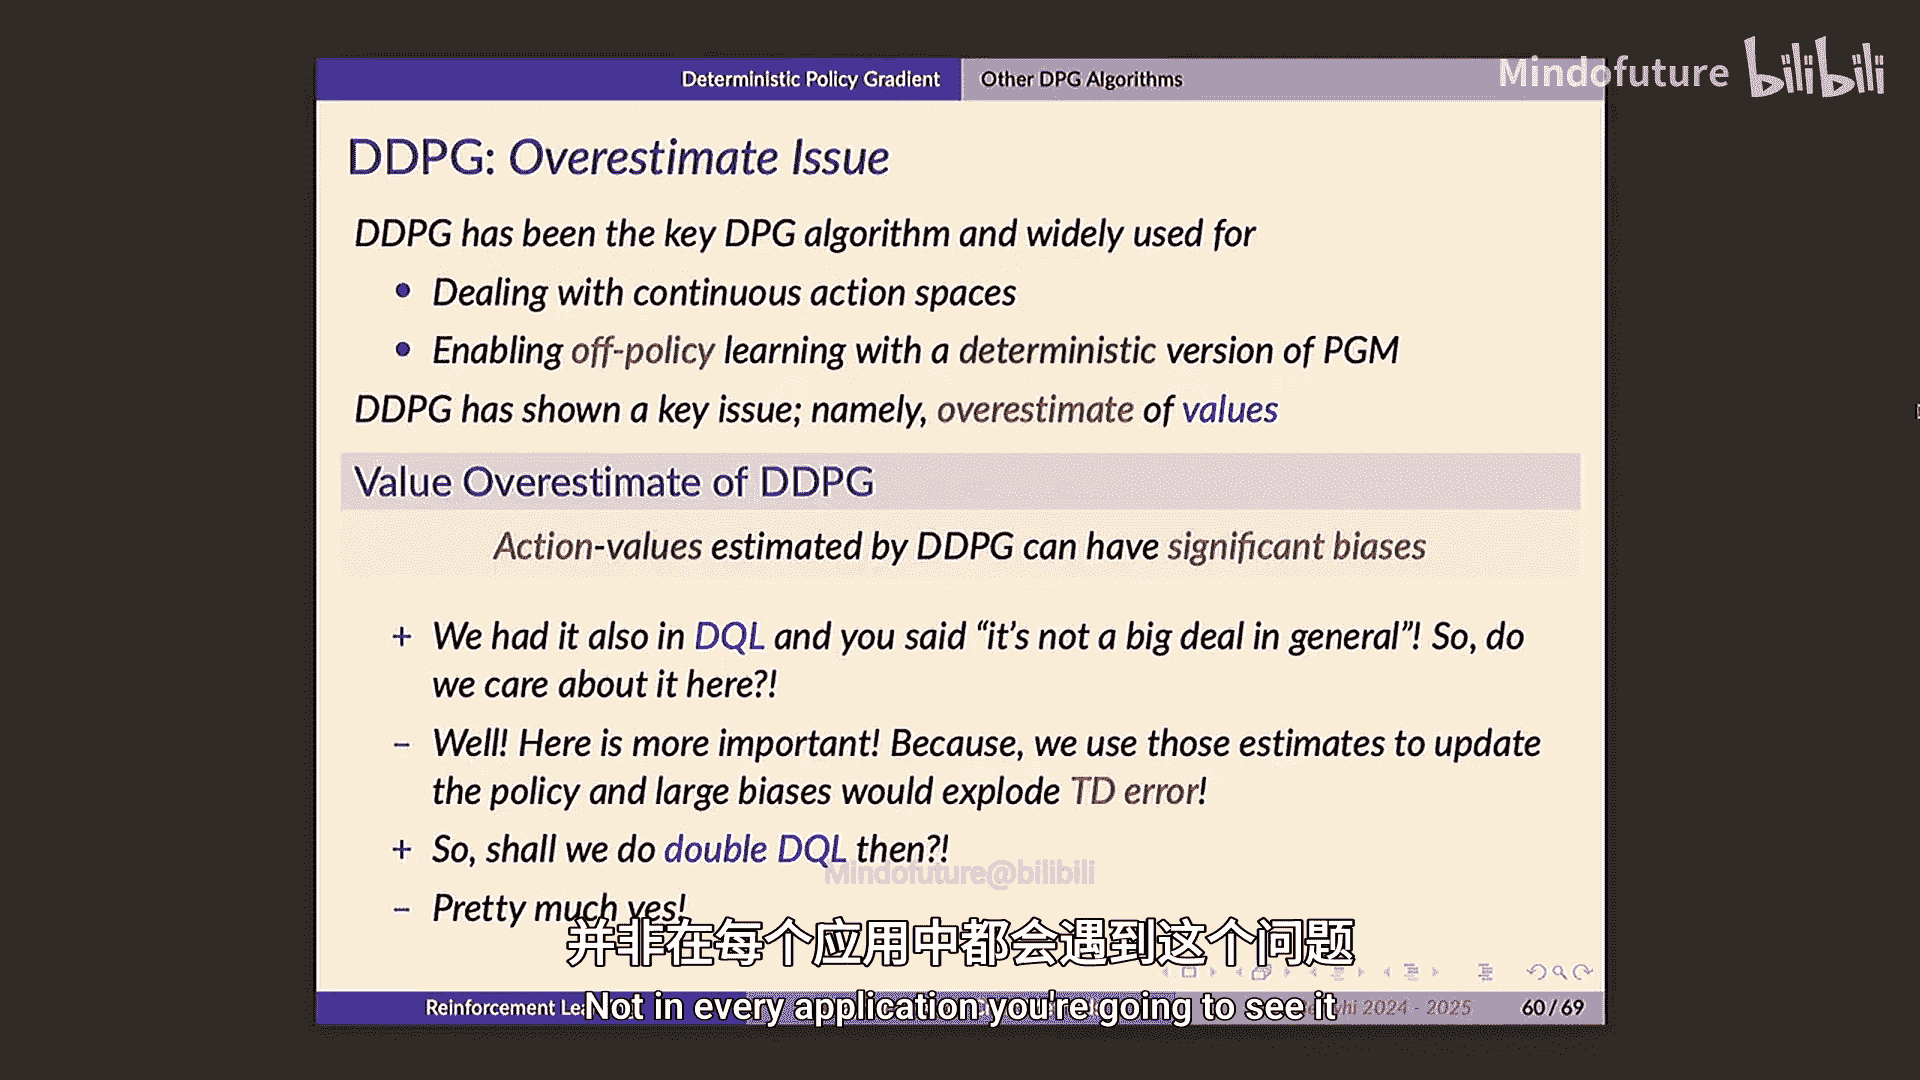 Deterministic Policy Gradient
Other DPG Algorithms
Mindofuture bilibili
DDPG: Overestimate Issue
DDPG has been the key DPG algorithm and widely used for
• Dealing with continuous action spaces
• Enabling off-policy learning with a deterministic version of PGM
DDPG has shown a key issue; namely, overestimate of values
Value Overestimate of DDPG
Action-values estimated by DDPG can have significant biases
+ We had it also in DQL and you said “it’s not a big deal in general”! So, do
we care about it here?!
– Well! Here is more important! Because, we use those estimates to update
the policy and large biases would explode TD error!
+ So, shall we do double DQL then?!
Mindofuture@bilibili
– Pretty much yes!
并非在每个应用中都会遇到这个问题
Reinforcement
Not in every application you're going to see it
2024 - 2025
60/69